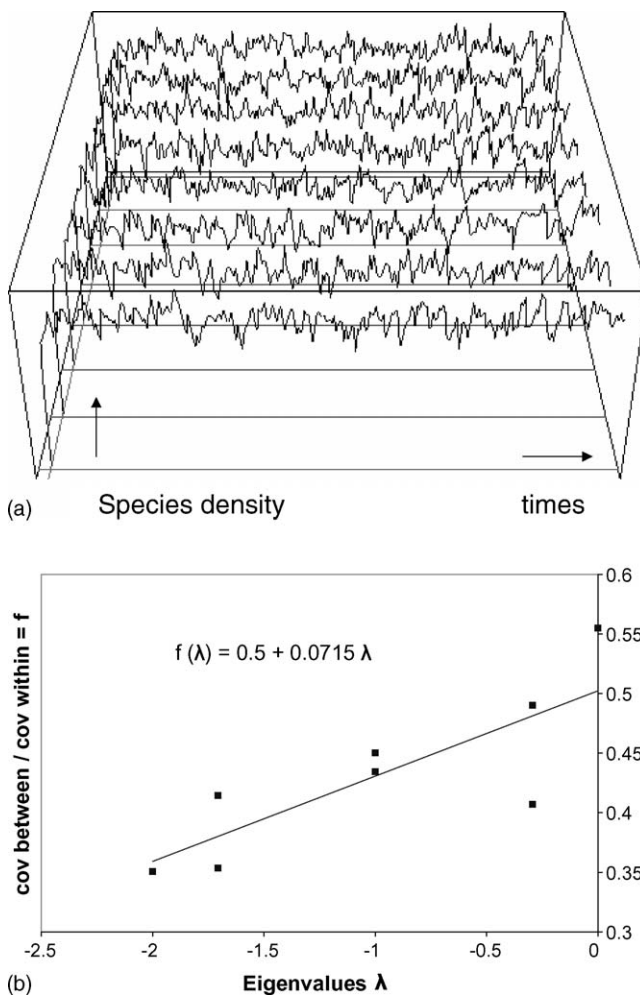 (a) Species density times
0.6
0.55
0.5
0.45
0.4
0.35
0.3
cov between / cov within = f
f (λ) = 0.5 + 0.0715 λ
-2.5 -2 -1.5 -1 -0.5 0
(b) Eigenvalues λ